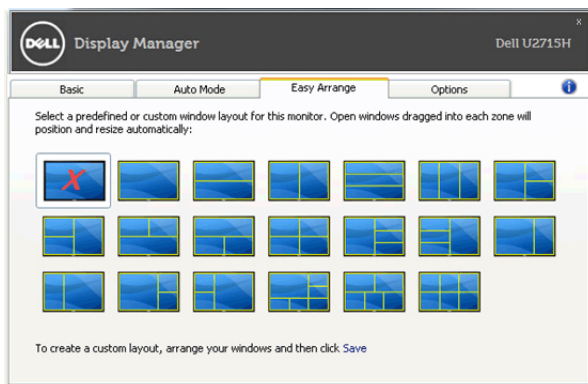 DELL Display Manager Dell U2715H
x
Basic Auto Mode Easy Arrange Options i
Select a predefined or custom window layout for this monitor. Open windows dragged into each zone will
position and resize automatically:
X
To create a custom layout, arrange your windows and then click Save